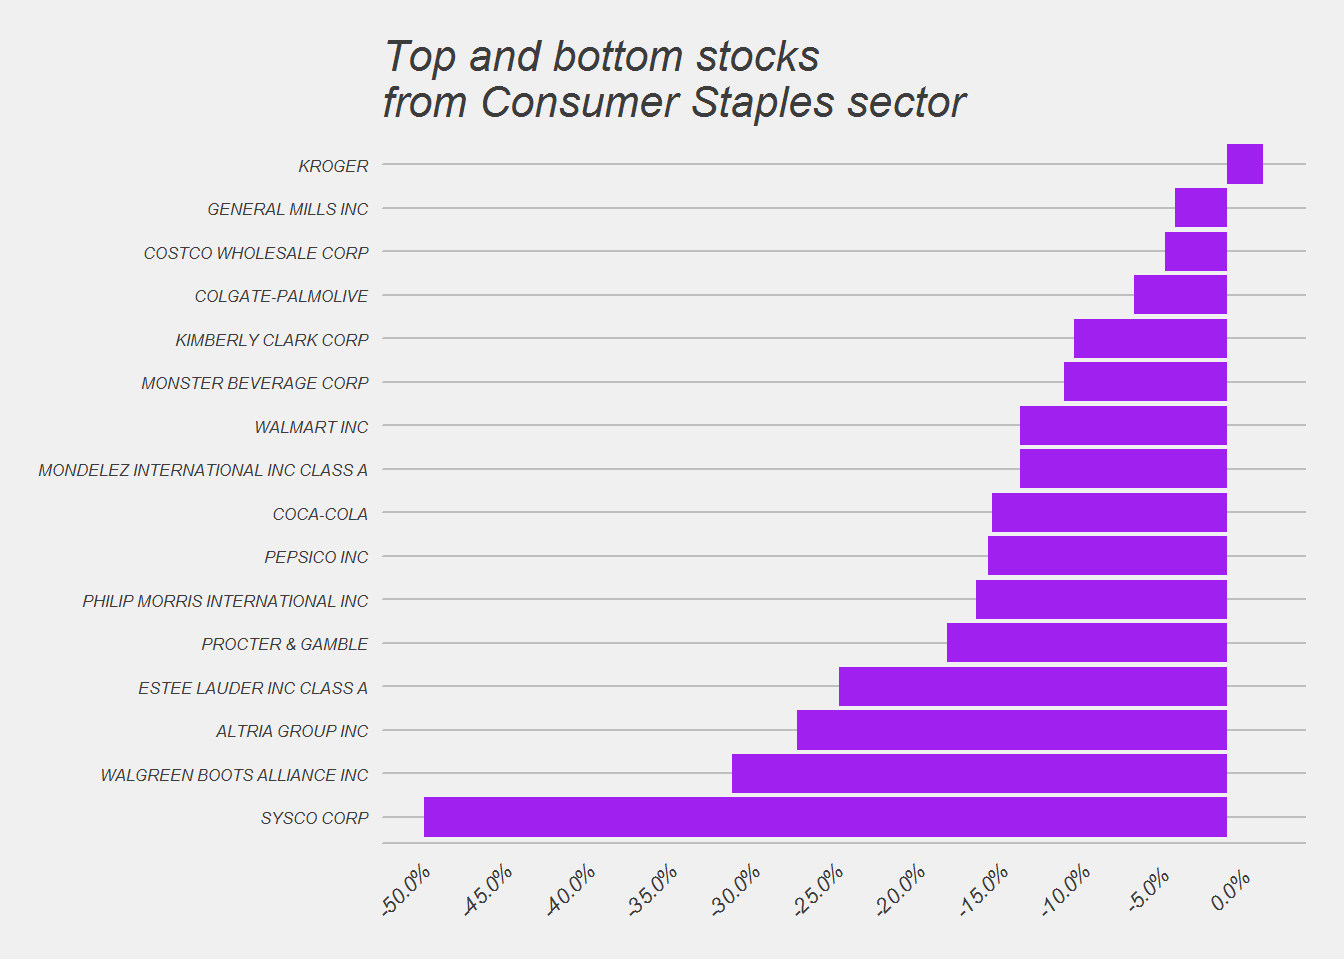 Top and bottom stocks
from Consumer Staples sector
KROGER
GENERAL MILLS INC
COSTCO WHOLESALE CORP
COLGATE-PALMOLIVE
KIMBERLY CLARK CORP
MONSTER BEVERAGE CORP
WALMART INC
MONDELEZ INTERNATIONAL INC CLASS A
COCA-COLA
PEPSICO INC
PHILIP MORRIS INTERNATIONAL INC
PROCTER & GAMBLE
ESTEE LAUDER INC CLASS A
ALTRIA GROUP INC
WALGREEN BOOTS ALLIANCE INC
SYSCO CORP
-50.0%
-45.0%
-40.0%
-35.0%
-30.0%
-25.0%
-20.0%
-15.0%
-10.0%
-5.0%
0.0%